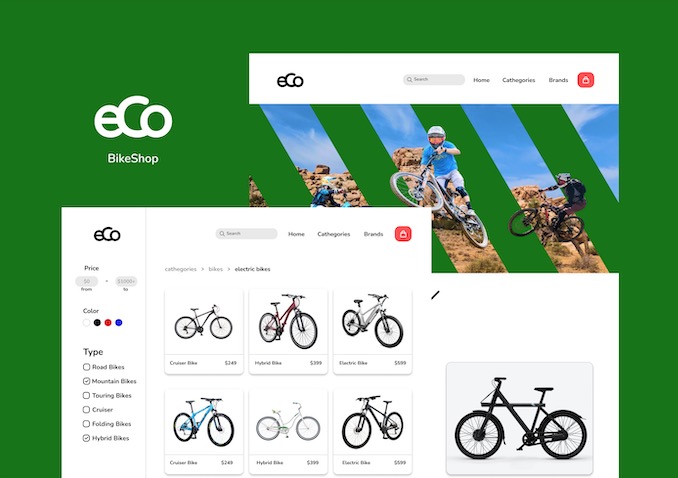 eCo
BikeShop
eCo
Search
Home
Cathegories
Brands
eCo
Search
Home
Cathegories
Brands
Price
$0
-
$1000+
from
to
Color
Type
Road Bikes
Mountain Bikes
Touring Bikes
Cruiser
Folding Bikes
Hybrid Bikes
cathegories > bikes > electric bikes
Cruiser Bike $249
Hybrid Bike $399
Electric Bike $599
Cruiser Bike $249
Hybrid Bike $399
Electric Bike $599